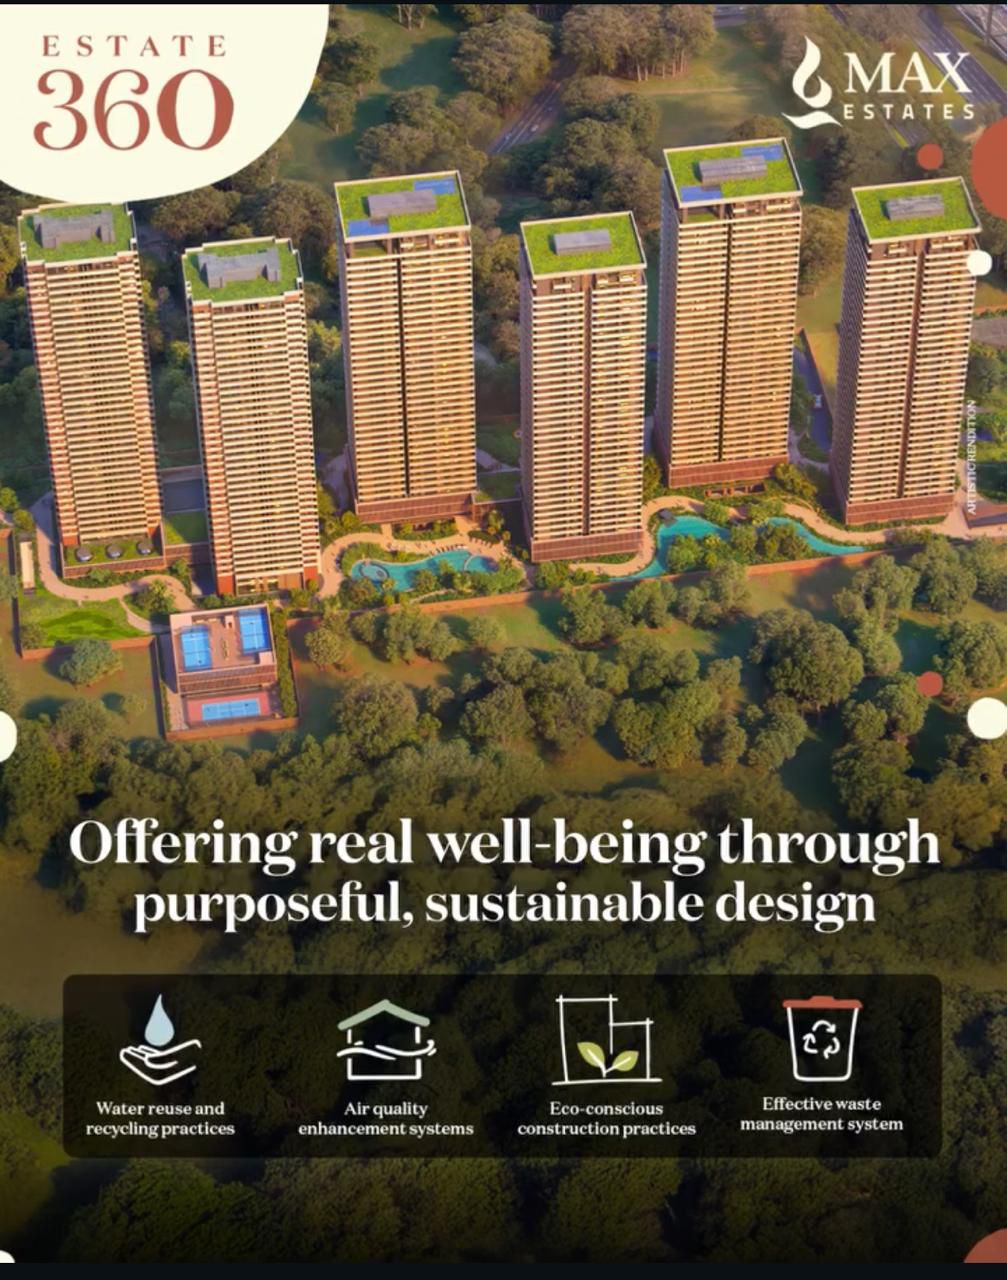 ESTATE
360
MAX
ESTATES
ARTISTIC RENDITION
Offering real well-being through
purposeful, sustainable design
Water reuse and
recycling practices
Air quality
enhancement systems
Eco-conscious
construction practices
Effective waste
management system